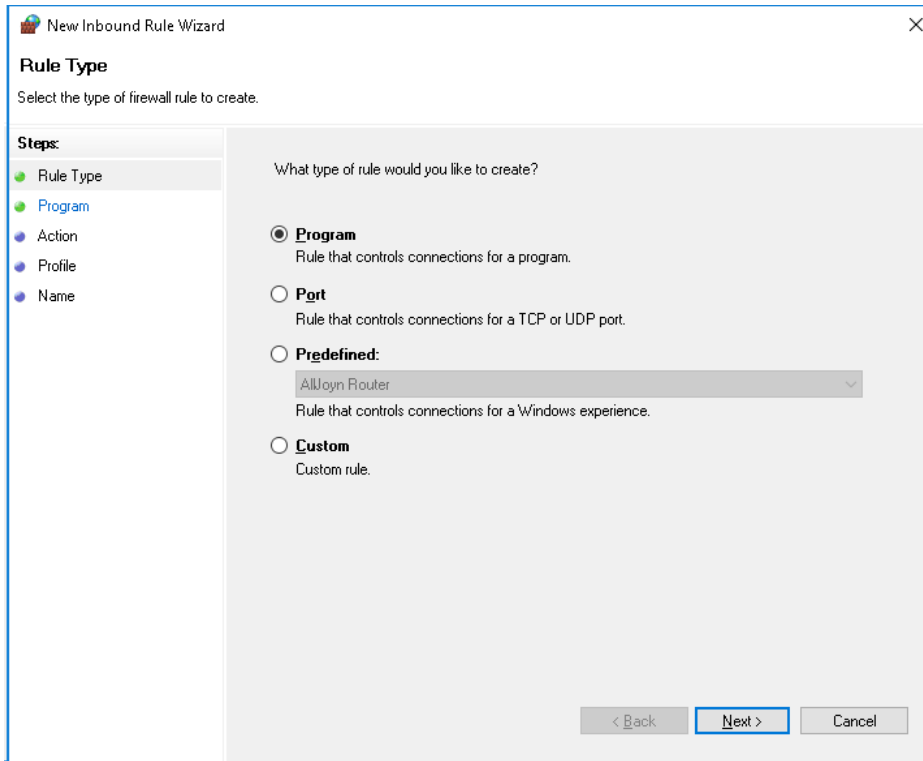 New Inbound Rule Wizard
Rule Type
Select the type of firewall rule to create.
Steps:
Rule Type
Program
Action
Profile
Name
What type of rule would you like to create?
Program
Rule that controls connections for a program.
Port
Rule that controls connections for a TCP or UDP port.
Predefined:
AllJoyn Router
Rule that controls connections for a Windows experience.
Custom
Custom rule.
< Back Next > Cancel